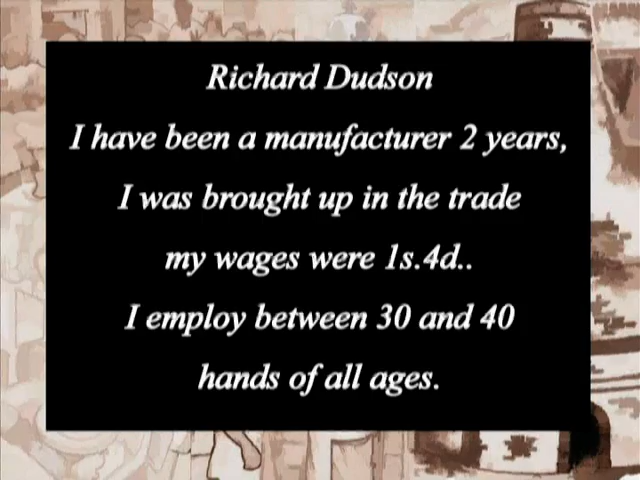 Richard Dudson
I have been a manufacturer 2 years,
I was brought up in the trade
my wages were 1s.4d..
I employ between 30 and 40
hands of all ages.